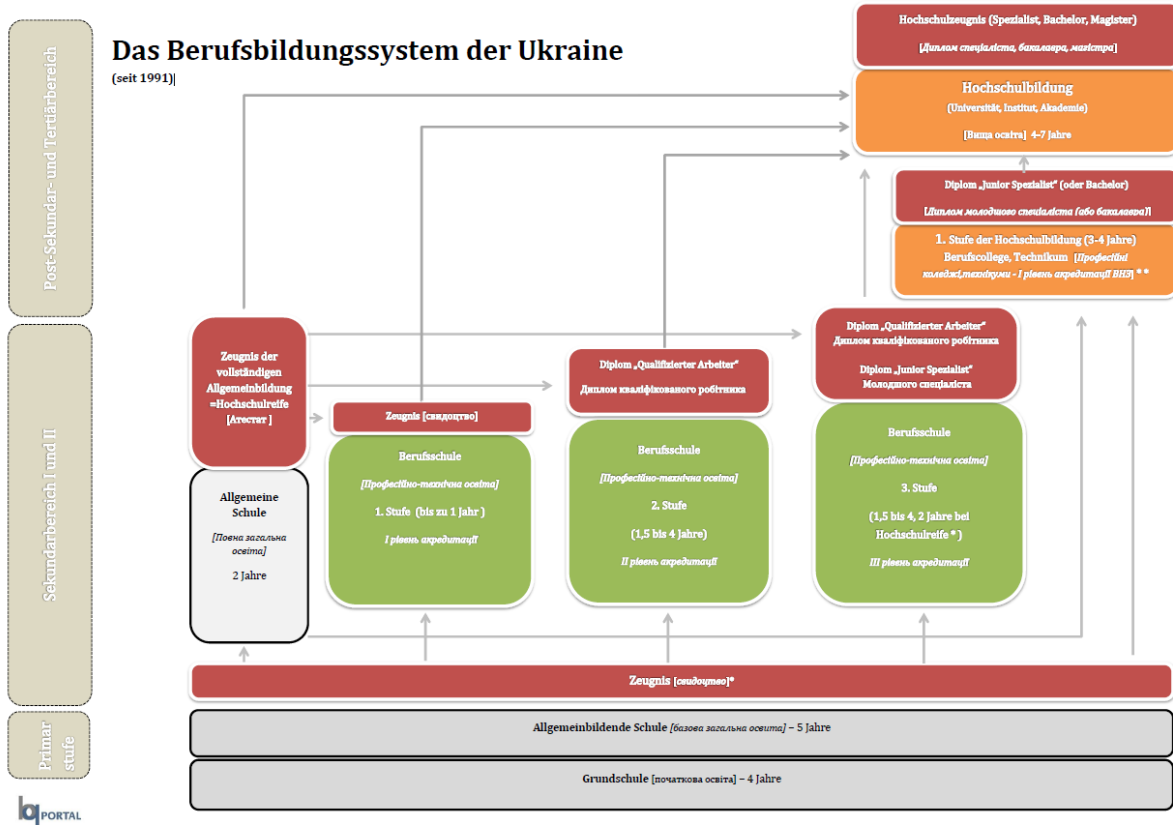 Das Berufsbildungssystem der Ukraine
(seit 1991)
Post-Sekundar- und Tertiärbereich
Sekundarbereich I und II
Primar
stufe
Hochschulzeugnis (Spezialist, Bachelor, Magister)
[Диплом спеціаліста, бакалавра, магістра]
Hochschulbildung
(Universität, Institut, Akademie)
[Вища освіта] 4-7 Jahre
Diplom „Junior Spezialist“ (oder Bachelor)
[Диплом молодшого спеціаліста (або бакалавра)]
1. Stufe der Hochschulbildung (3-4 Jahre)
Berufscollege, Technikum [Професійні
коледжі,технікуми - І рівень акредитації ВНЗ] **
Zeugnis der
vollständigen
Allgemeinbildung
=Hochschulreife
[Атестат ]
Allgemeine
Schule
[Повна загальна
освіта]
2 Jahre
Zeugnis [свидоцтво]
Berufsschule
[Професійно-технічна освіта]
1. Stufe (bis zu 1 Jahr )
І рівень акредитації
Diplom „Qualifizierter Arbeiter“
Диплом кваліфікованого робітника
Berufsschule
[Професійно-технічна освіта]
2. Stufe
(1,5 bis 4 Jahre)
ІІ рівень акредитації
Diplom „Qualifizierter Arbeiter“
Диплом кваліфікованого робітника
Diplom „Junior Spezialist“
Молодшого спеціаліста
Berufsschule
[Професійно-технічна освіта]
3. Stufe
(1,5 bis 4, 2 Jahre bei
Hochschulreife *)
ІІІ рівень акредитації
Zeugnis [свидоцтво]*
Allgemeinbildende Schule [базова загальна освита] – 5 Jahre
Grundschule [початкова освіта] – 4 Jahre
bq PORTAL